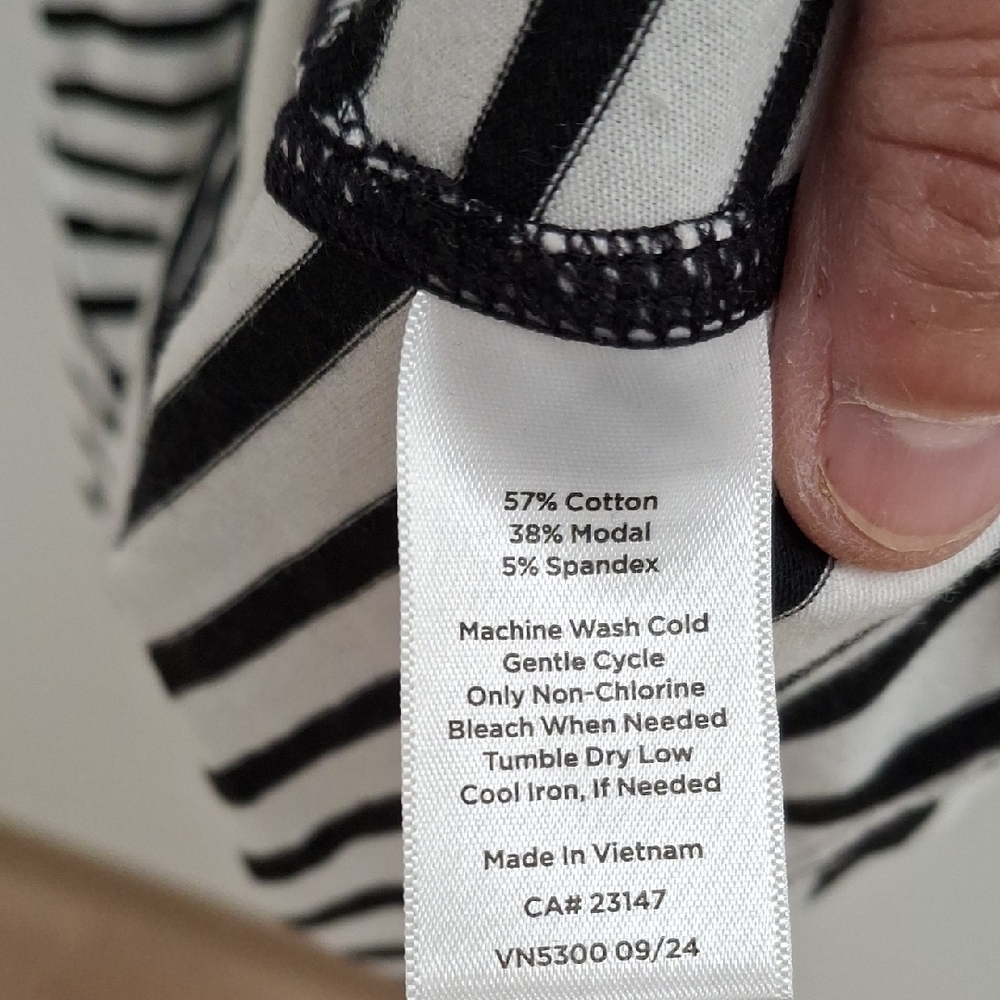 57% Cotton
38% Modal
5% Spandex
Machine Wash Cold
Gentle Cycle
Only Non-Chlorine
Bleach When Needed
Tumble Dry Low
Cool Iron, If Needed
Made In Vietnam
CA# 23147
VN5300 09/24